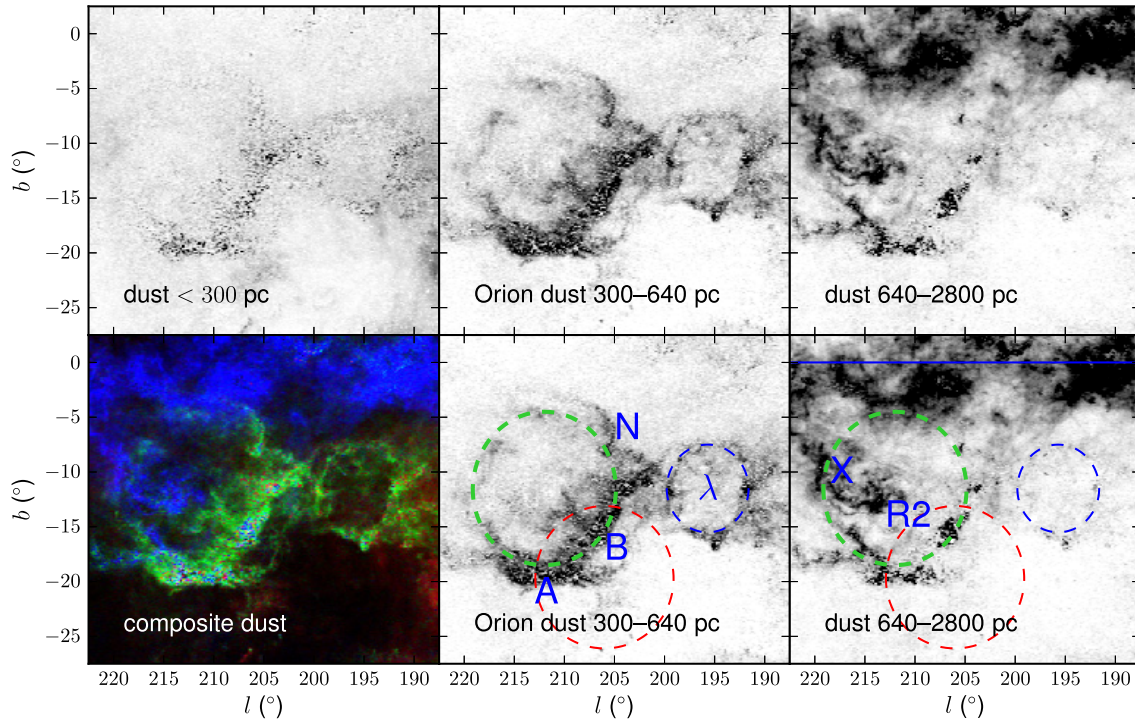 0
−5
−10
−15
−20
−25
b (°)
dust < 300 pc
Orion dust 300–640 pc
dust 640–2800 pc
0
−5
−10
−15
−20
−25
b (°)
composite dust
N
λ
B
A
Orion dust 300–640 pc
X
R2
dust 640–2800 pc
220 215 210 205 200 195 190
220 215 210 205 200 195 190
220 215 210 205 200 195 190
l (°)
l (°)
l (°)